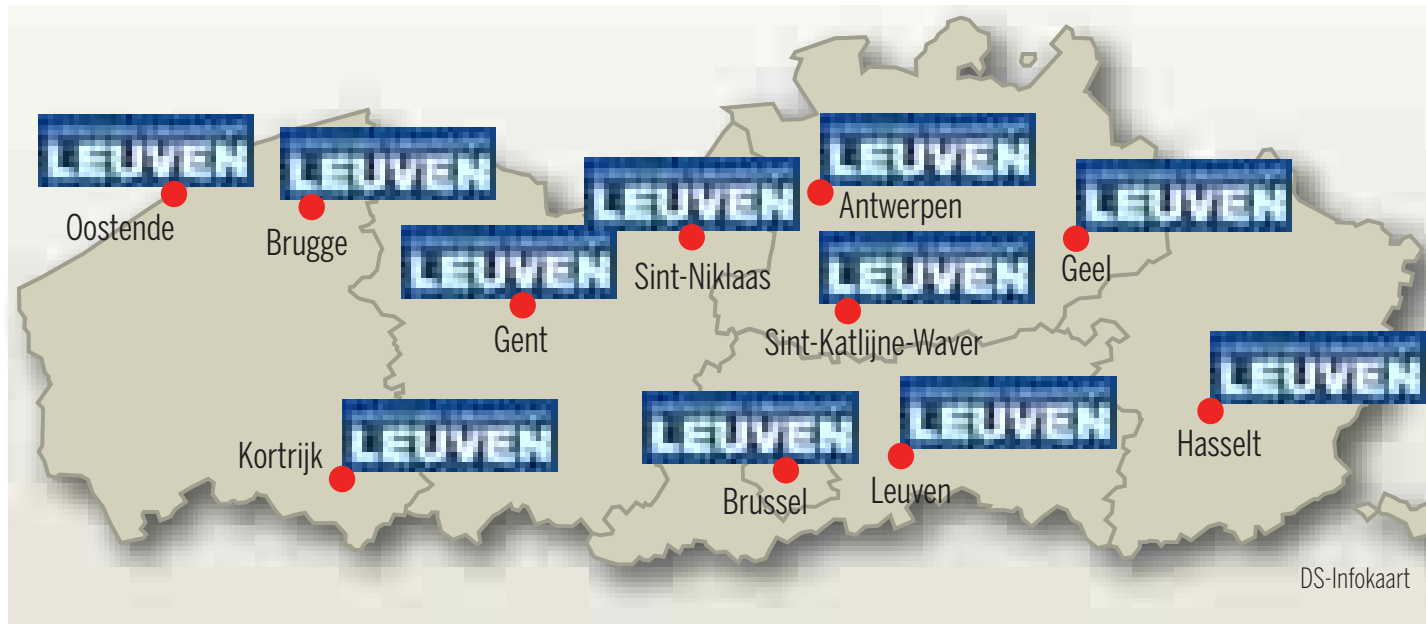 LEUVEN
Oostende
LEUVEN
Brugge
LEUVEN
Gent
LEUVEN
Sint-Niklaas
LEUVEN
Antwerpen
LEUVEN
Geel
LEUVEN
Sint-Katlijne-Waver
LEUVEN
Hasselt
LEUVEN
Kortrijk
LEUVEN
Brussel
LEUVEN
Leuven
DS-Infokaart